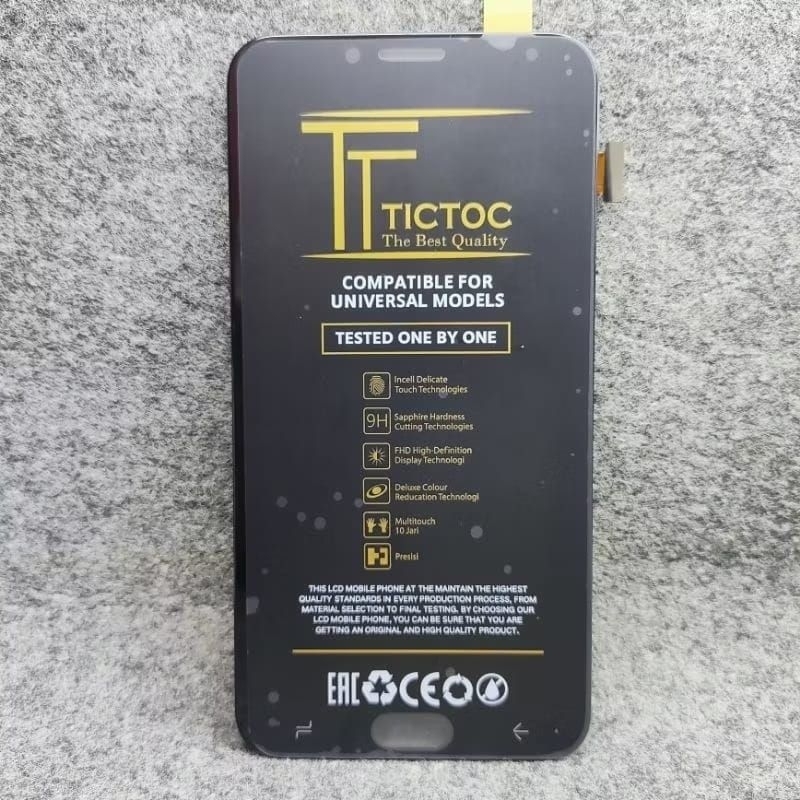 TT
TICTOC
The Best Quality
COMPATIBLE FOR
UNIVERSAL MODELS
TESTED ONE BY ONE
Incell Delicate
Touch Technologies
9H
Sapphire Hardness
Cutting Technologies
FHD High-Definition
Display Technologi
Deluxe Colour
Reducation Technologi
Multitouch
10 Jari
Presisi
THIS LCD MOBILE PHONE AT THE MAINTAIN THE HIGHEST
QUALITY STANDARDS IN EVERY PRODUCTION PROCESS, FROM
MATERIAL SELECTION TO FINAL TESTING. BY CHOOSING OUR
LCD MOBILE PHONE, YOU CAN BE SURE THAT YOU ARE
GETTING AN ORIGINAL AND HIGH QUALITY PRODUCT.
EAC CE